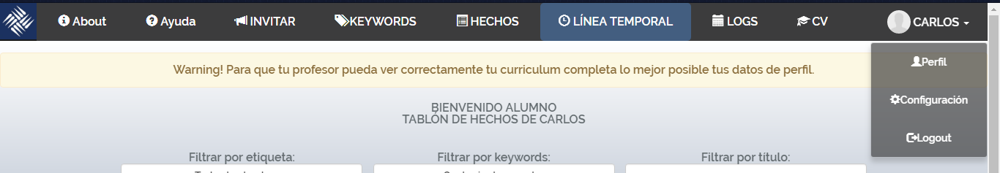 About Ayuda INVITAR KEYWORDS HECHOS LÍNEA TEMPORAL LOGS CV CARLOS
Perfil
Warning! Para que tu profesor pueda ver correctamente tu curriculum completa lo mejor posible tus datos de perfil.
Configuración
BIENVENIDO ALUMNO
TABLÓN DE HECHOS DE CARLOS
Logout
Filtrar por etiqueta: Filtrar por keywords: Filtrar por título: